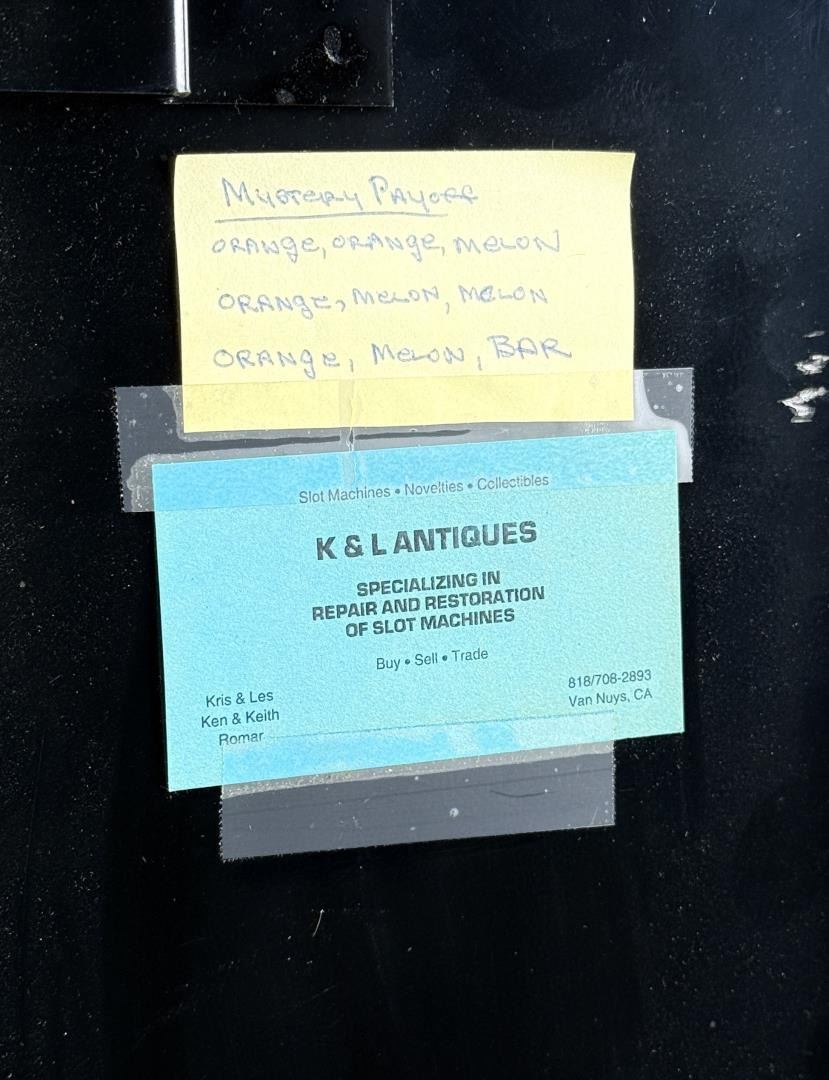 Mystery Payoff
ORANge, ORANge, MeLON
ORANge, MeLON, MeLON
ORANge, MeLON, BAR
Slot Machines • Novelties • Collectibles
K & L ANTIQUES
SPECIALIZING IN
REPAIR AND RESTORATION
OF SLOT MACHINES
Buy • Sell • Trade
Kris & Les
Ken & Keith
Romar
818/708-2893
Van Nuys, CA